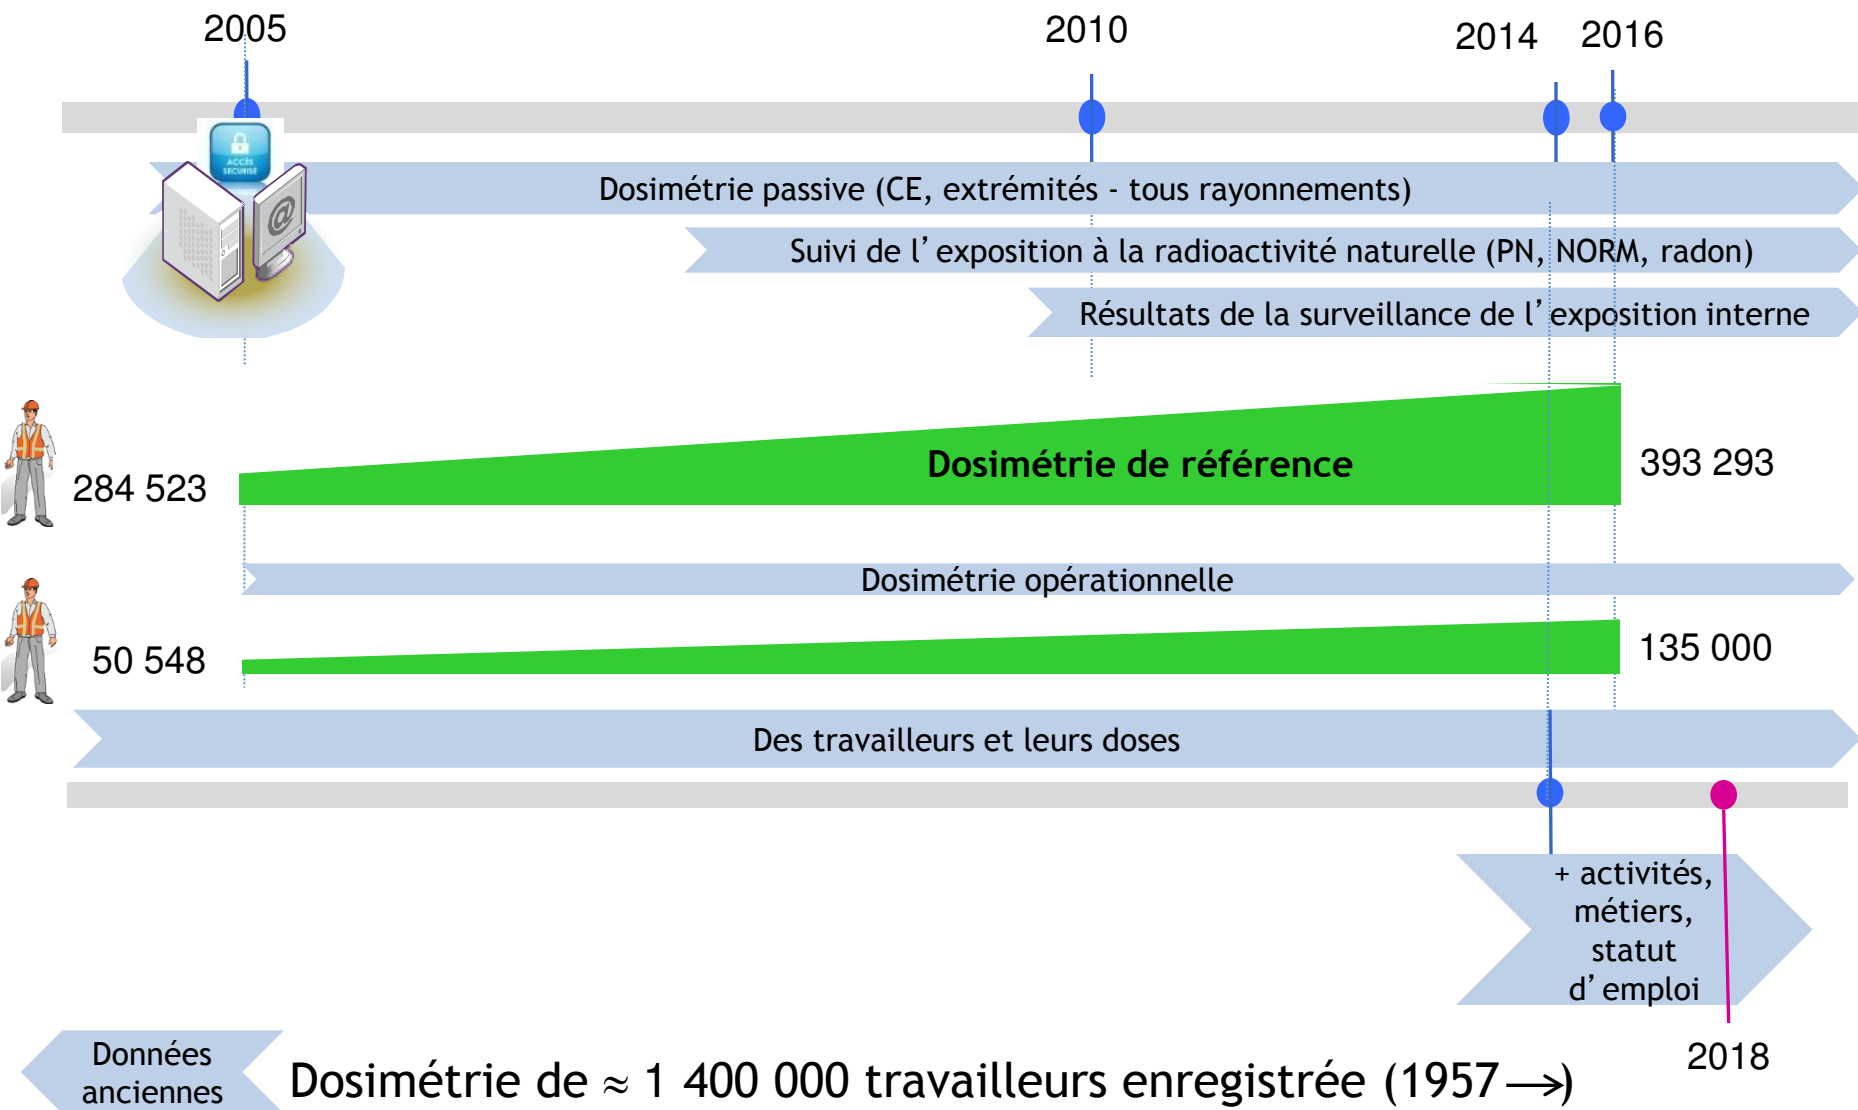 2005
2010
2014
2016
ACCÈS
SECURISÉ
@
Dosimétrie passive (CE, extrémités - tous rayonnements)
Suivi de l’exposition à la radioactivité naturelle (PN, NORM, radon)
Résultats de la surveillance de l’exposition interne
284 523
Dosimétrie de référence
393 293
Dosimétrie opérationnelle
50 548
135 000
Des travailleurs et leurs doses
+ activités,
métiers,
statut
d’emploi
2018
Données
anciennes
Dosimétrie de ≈ 1 400 000 travailleurs enregistrée (1957→)